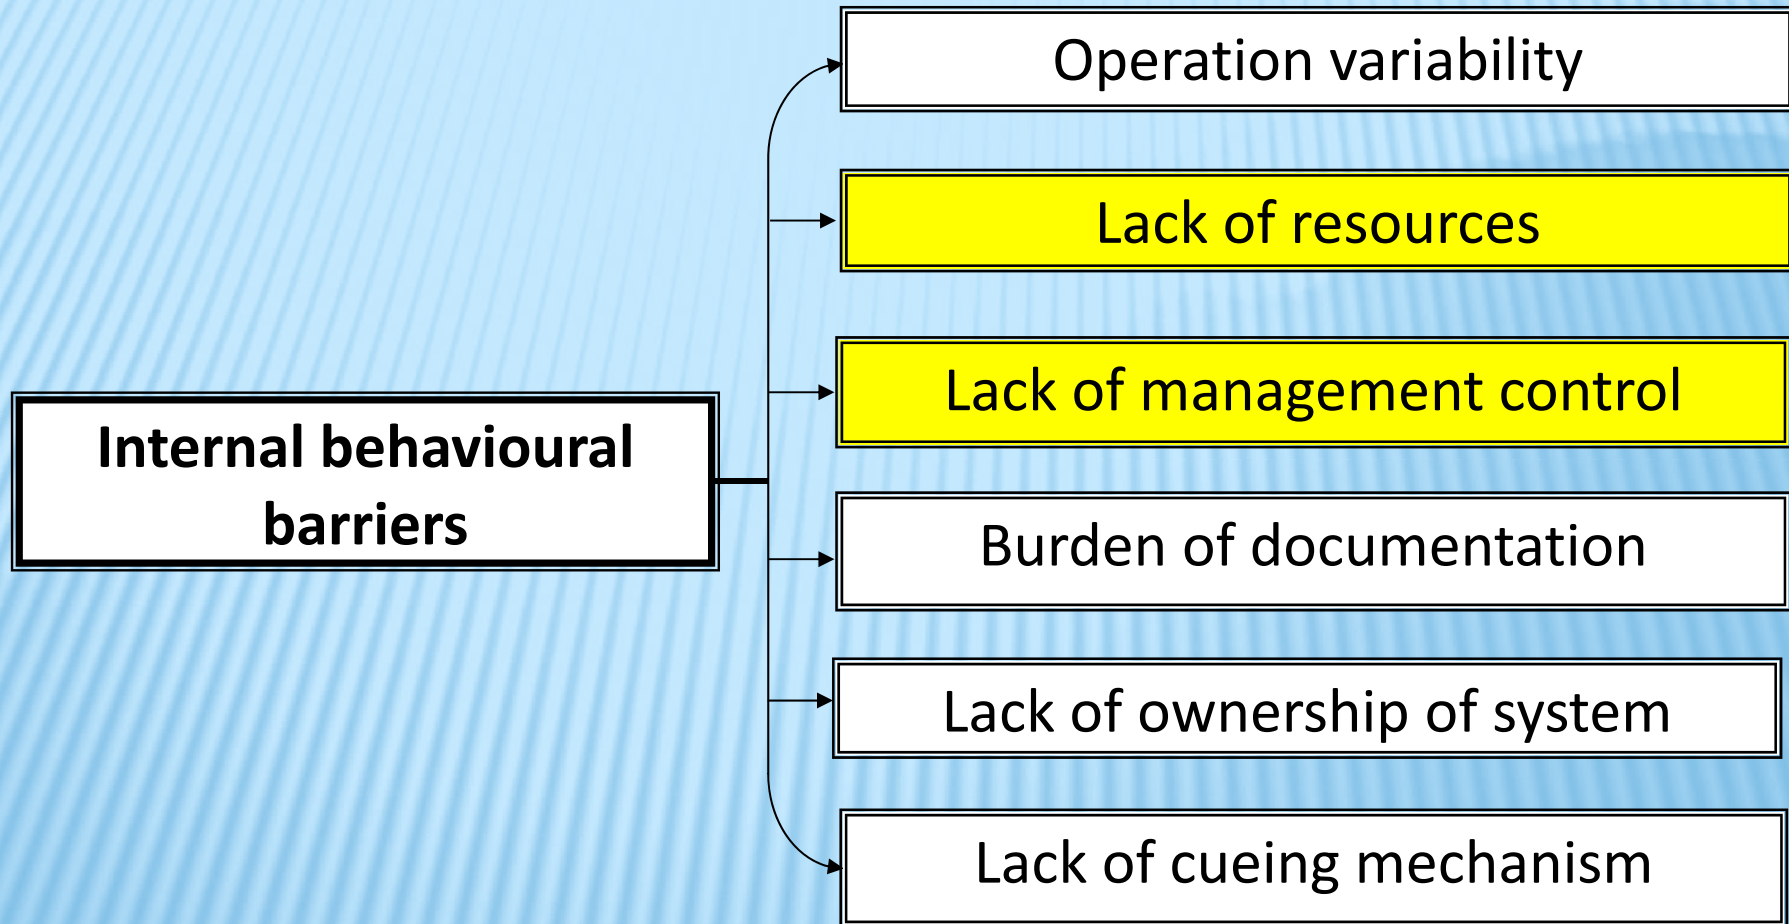 Operation variability
Lack of resources
Lack of management control
Internal behavioural
barriers
Burden of documentation
Lack of ownership of system
Lack of cueing mechanism